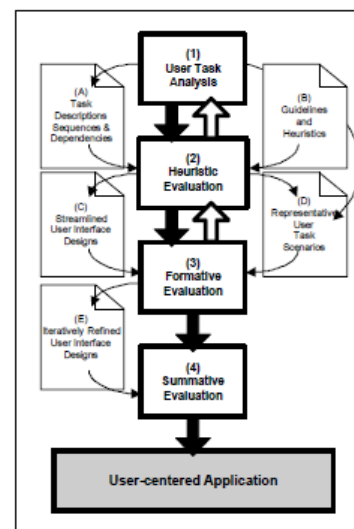 (1)
User Task
Analysis
(A)
Task
Descriptions
Sequences &
Dependencies
(B)
Guidelines
and
Heuristics
(2)
Heuristic
Evaluation
(C)
Streamlined
User Interface
Designs
(D)
Representative
User
Task
Scenarios
(3)
Formative
Evaluation
(E)
Iteratively Refined
User Interface
Designs
(4)
Summative
Evaluation
User-centered Application